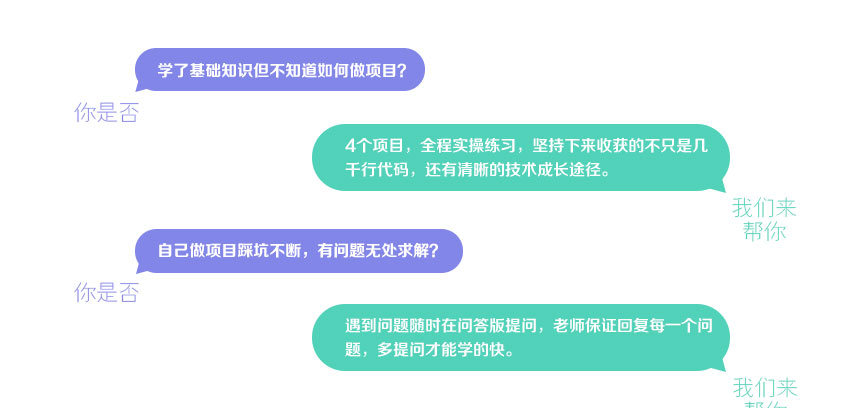 学了基础知识但不知道如何做项目？
你是否
4个项目，全程实操练习，坚持下来收获的不只是几
千行代码，还有清晰的技术成长途径。
我们来
帮你
自己做项目踩坑不断，有问题无处求解？
你是否
遇到问题随时在问答版提问，老师保证回复每一个问
题，多提问才能学的快。
我们来
帮你